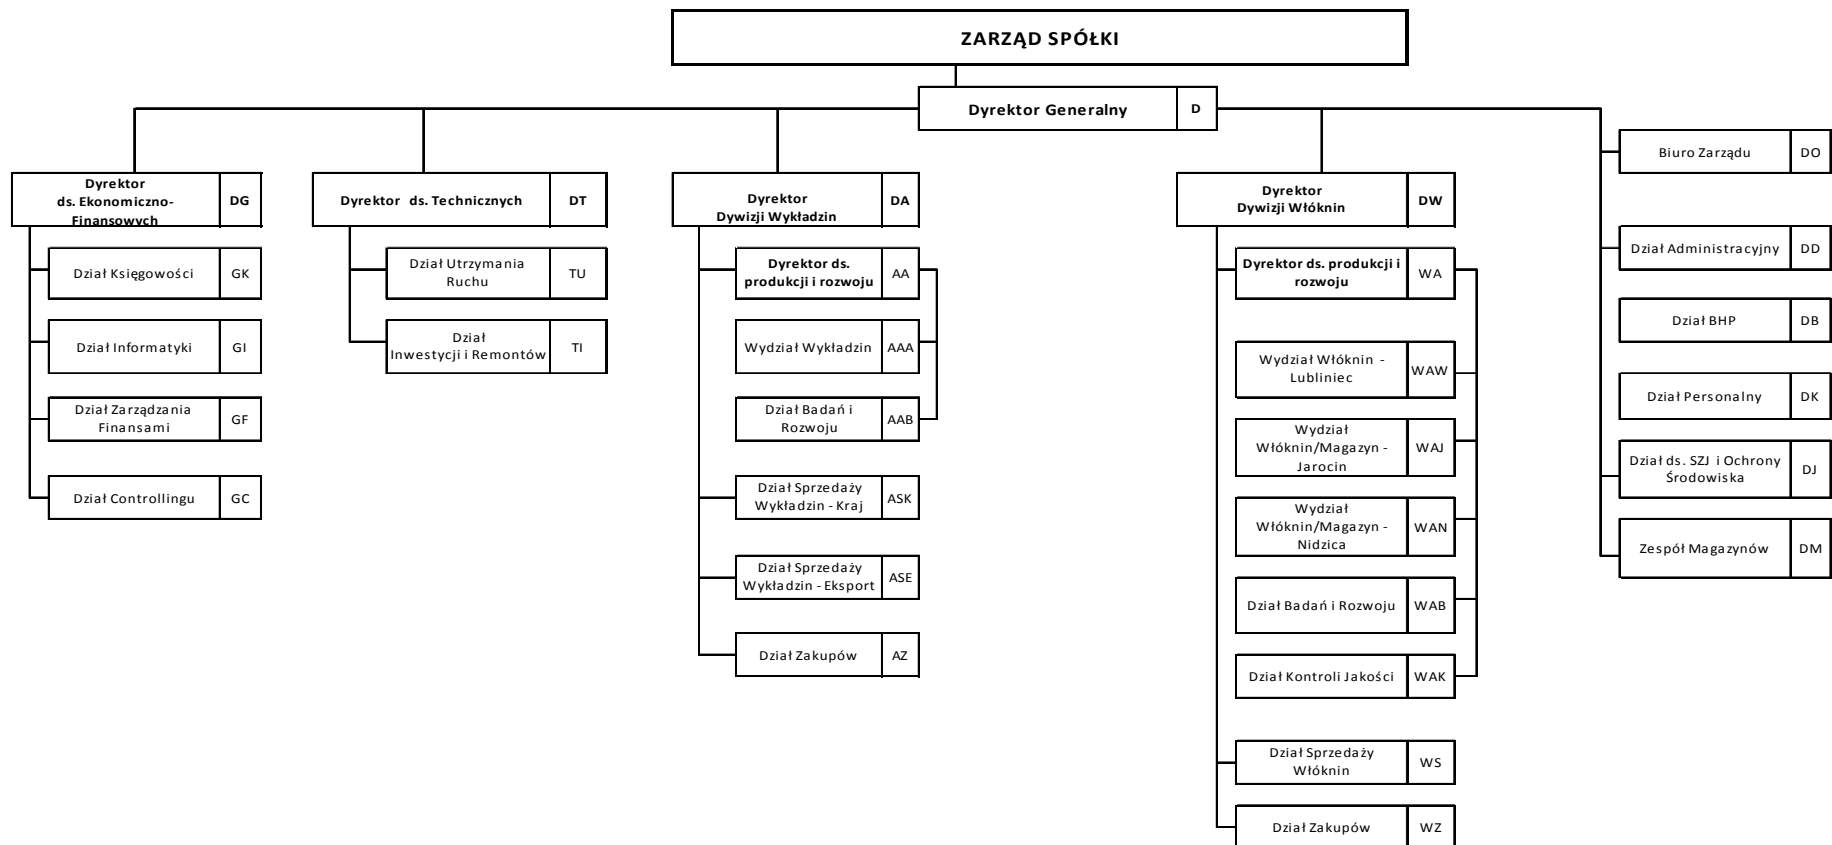 ZARZĄD SPÓŁKI
Dyrektor Generalny
D
Dyrektor
ds. Ekonomiczno-
Finansowych
DG
Dział Księgowości
GK
Dział Informatyki
GI
Dział Zarządzania
Finansami
GF
Dział Controllingu
GC
Dyrektor ds. Technicznych
DT
Dział Utrzymania
Ruchu
TU
Dział
Inwestycji i Remontów
TI
Dyrektor
Dywizji Wykładzin
DA
Dyrektor ds.
produkcji i rozwoju
AA
Wydział Wykładzin
AAA
Dział Badań i
Rozwoju
AAB
Dział Sprzedaży
Wykładzin - Kraj
ASK
Dział Sprzedaży
Wykładzin - Eksport
ASE
Dział Zakupów
AZ
Dyrektor
Dywizji Włóknin
DW
Dyrektor ds. produkcji i
rozwoju
WA
Wydział Włóknin -
Lubliniec
WAW
Wydział
Włóknin/Magazyn -
Jarocin
WAJ
Wydział
Włóknin/Magazyn -
Nidzica
WAN
Dział Badań i Rozwoju
WAB
Dział Kontroli Jakości
WAK
Dział Sprzedaży
Włóknin
WS
Dział Zakupów
WZ
Biuro Zarządu
DO
Dział Administracyjny
DD
Dział BHP
DB
Dział Personalny
DK
Dział ds. SZJ i Ochrony
Środowiska
DJ
Zespół Magazynów
DM